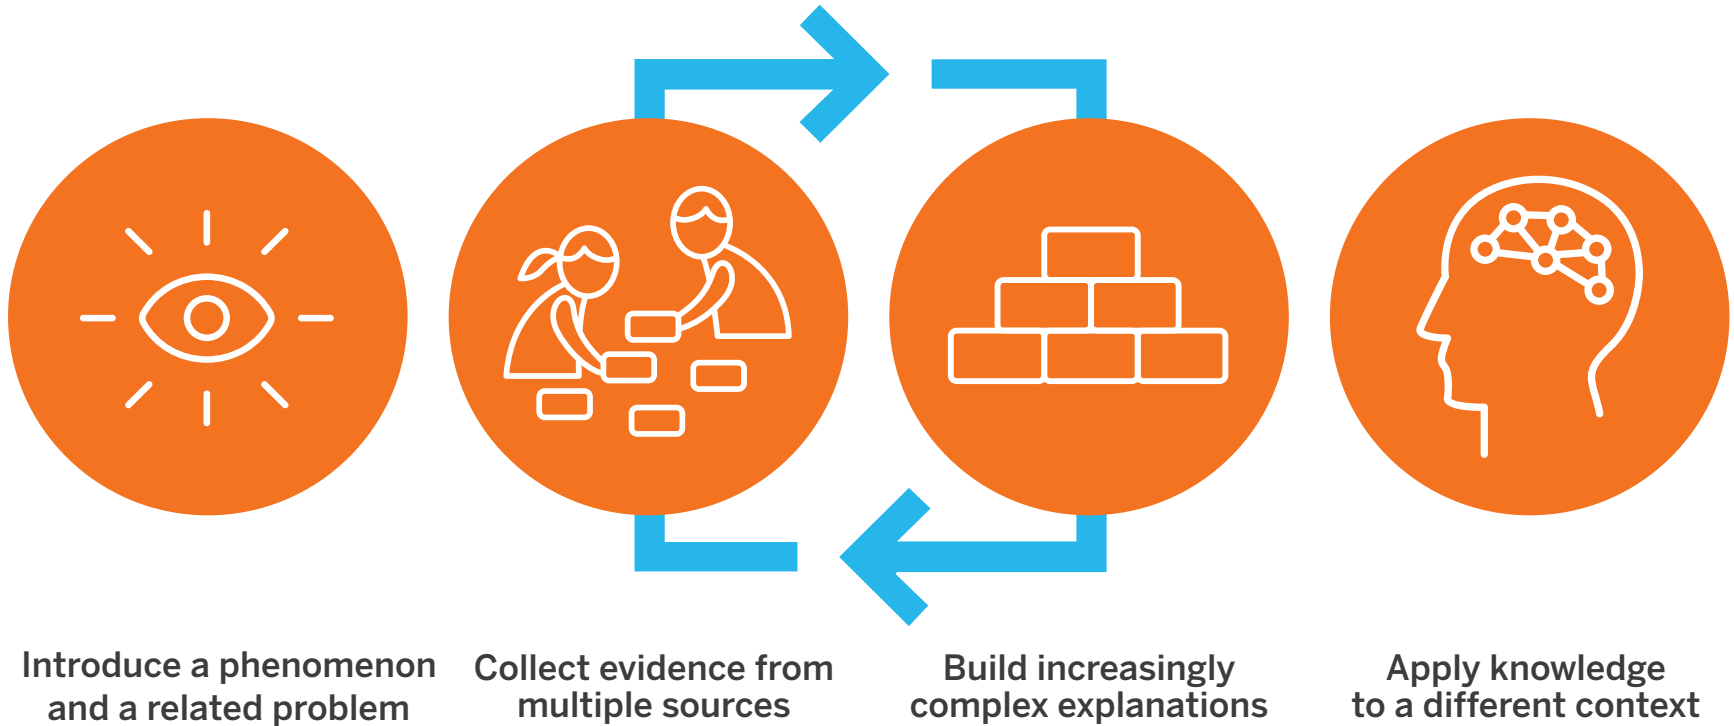 Introduce a phenomenon
and a related problem
Collect evidence from
multiple sources
Build increasingly
complex explanations
Apply knowledge
to a different context